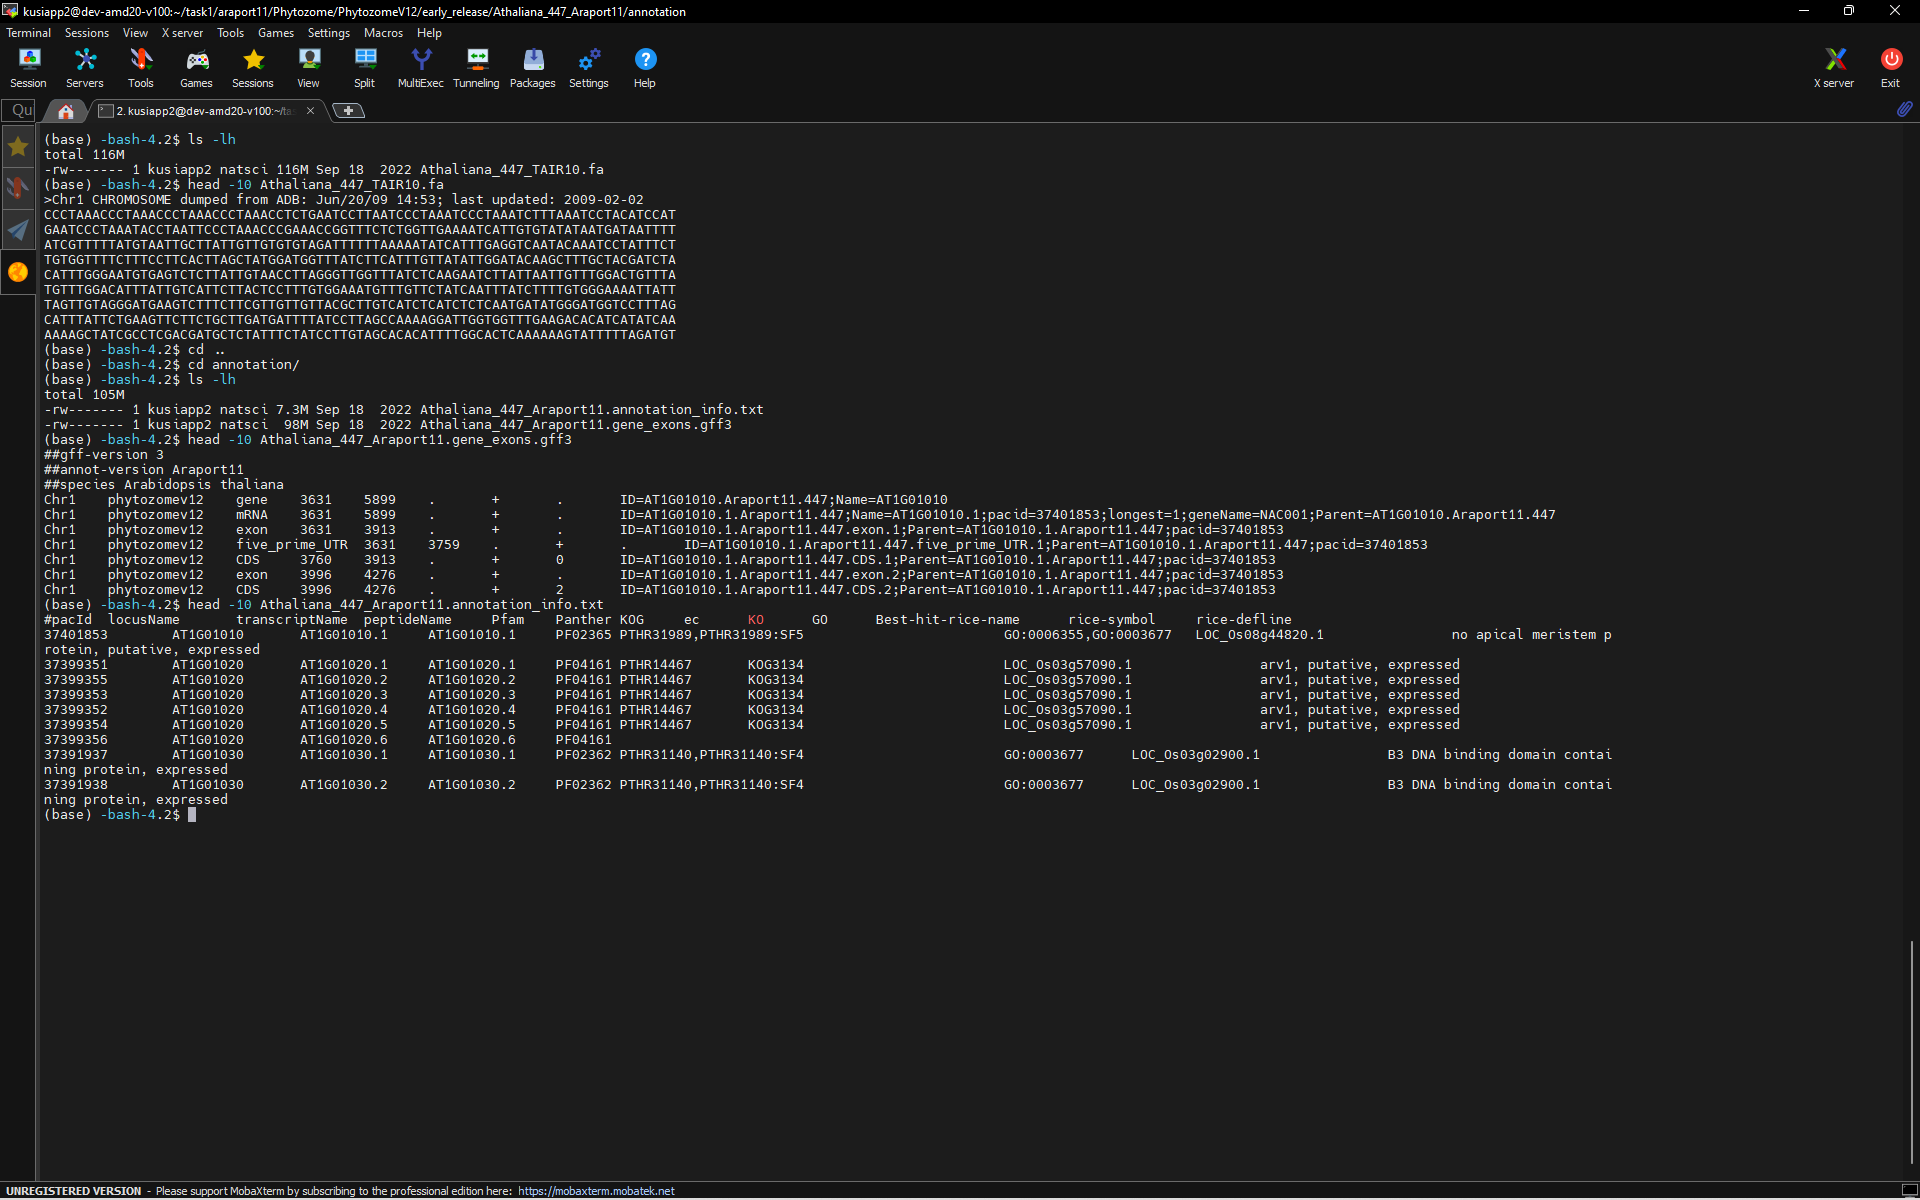 kusiapp2@dev-amd20-v100:~/task1/araport11/Phytozome/PhytozomeV12/early_release/Athaliana_447_Araport11/annotation
Terminal Sessions View X server Tools Games Settings Macros Help
Session Servers Tools Games Sessions View Split MultiExec Tunneling Packages Settings Help X server Exit
Qu 2. kusiapp2@dev-amd20-v100:~/ta
(base) -bash-4.2$ ls -lh
total 116M
-rw------- 1 kusiapp2 natsci 116M Sep 18  2022 Athaliana_447_TAIR10.fa
(base) -bash-4.2$ head -10 Athaliana_447_TAIR10.fa
>Chr1 CHROMOSOME dumped from ADB: Jun/20/09 14:53; last updated: 2009-02-02
CCCTAAACCCTAAACCCTAAACCCTAAACCTCTGAATCCTTAATCCCTAAATCCCTAAATCTTTAAATCCTACATCCAT
GAATCCCTAAATACCTAATTCCCTAAACCCGAAACCGGTTTCTCTGGTTGAAAATCATTGTGTATATAATGATAATTTT
ATCGTTTTTATGTAATTGCTTATTGTTGTGTGTAGATTTTTTAAAAATATCATTTGAGGTCAATACAAATCCTATTTCT
TGTGGTTTTCTTTCCTTCACTTAGCTATGGATGGTTTATCTTCATTTGTTATATTGGATACAAGCTTTGCTACGATCTA
CATTTGGGAATGTGAGTCTCTTATTGTAACCTTAGGGTTGGTTTATCTCAAGAATCTTATTAATTGTTTGGACTGTTTA
TGTTTGGACATTTATTGTCATTCTTACTCCTTTGTGGAAATGTTTGTTCTATCAATTTATCTTTTGTGGGAAAATTATT
TAGTTGTAGGGATGAAGTCTTTCTTCGTTGTTGTTACGCTTGTCATCTCATCTCTCAATGATATGGGATGGTCCTTTAG
CATTTATTCTGAAGTTCTTCTGCTTGATGATTTTATCCTTAGCCAAAAGGATTGGTGGTTTGAAGACACATCATATCAA
AAAAGCTATCGCCTCGACGATGCTCTATTTCTATCCTTGTAGCACACATTTTGGCACTCAAAAAAGTATTTTTAGATGT
(base) -bash-4.2$ cd ..
(base) -bash-4.2$ cd annotation/
(base) -bash-4.2$ ls -lh
total 105M
-rw------- 1 kusiapp2 natsci 7.3M Sep 18  2022 Athaliana_447_Araport11.annotation_info.txt
-rw------- 1 kusiapp2 natsci  98M Sep 18  2022 Athaliana_447_Araport11.gene_exons.gff3
(base) -bash-4.2$ head -10 Athaliana_447_Araport11.gene_exons.gff3
##gff-version 3
##annot-version Araport11
##species Arabidopsis thaliana
Chr1 phytozomev12 gene 3631 5899 . + . ID=AT1G01010.Araport11.447;Name=AT1G01010
Chr1 phytozomev12 mRNA 3631 5899 . + . ID=AT1G01010.1.Araport11.447;Name=AT1G01010.1;pacid=37401853;longest=1;geneName=NAC001;Parent=AT1G01010.Araport11.447
Chr1 phytozomev12 exon 3631 3913 . + . ID=AT1G01010.1.Araport11.447.exon.1;Parent=AT1G01010.1.Araport11.447;pacid=37401853
Chr1 phytozomev12 five_prime_UTR 3631 3759 . + . ID=AT1G01010.1.Araport11.447.five_prime_UTR.1;Parent=AT1G01010.1.Araport11.447;pacid=37401853
Chr1 phytozomev12 CDS 3760 3913 . + 0 ID=AT1G01010.1.Araport11.447.CDS.1;Parent=AT1G01010.1.Araport11.447;pacid=37401853
Chr1 phytozomev12 exon 3996 4276 . + . ID=AT1G01010.1.Araport11.447.exon.2;Parent=AT1G01010.1.Araport11.447;pacid=37401853
Chr1 phytozomev12 CDS 3996 4276 . + 2 ID=AT1G01010.1.Araport11.447.CDS.2;Parent=AT1G01010.1.Araport11.447;pacid=37401853
(base) -bash-4.2$ head -10 Athaliana_447_Araport11.annotation_info.txt
#pacId locusName transcriptName peptideName Pfam Panther KOG ec KO GO Best-hit-rice-name rice-symbol rice-defline
37401853 AT1G01010 AT1G01010.1 AT1G01010.1 PF02365 PTHR31989,PTHR31989:SF5 GO:0006355,GO:0003677 LOC_Os08g44820.1 no apical meristem p
rotein, putative, expressed
37399351 AT1G01020 AT1G01020.1 AT1G01020.1 PF04161 PTHR14467 KOG3134 LOC_Os03g57090.1 arv1, putative, expressed
37399355 AT1G01020 AT1G01020.2 AT1G01020.2 PF04161 PTHR14467 KOG3134 LOC_Os03g57090.1 arv1, putative, expressed
37399353 AT1G01020 AT1G01020.3 AT1G01020.3 PF04161 PTHR14467 KOG3134 LOC_Os03g57090.1 arv1, putative, expressed
37399352 AT1G01020 AT1G01020.4 AT1G01020.4 PF04161 PTHR14467 KOG3134 LOC_Os03g57090.1 arv1, putative, expressed
37399354 AT1G01020 AT1G01020.5 AT1G01020.5 PF04161 PTHR14467 KOG3134 LOC_Os03g57090.1 arv1, putative, expressed
37399356 AT1G01020 AT1G01020.6 AT1G01020.6 PF04161
37391937 AT1G01030 AT1G01030.1 AT1G01030.1 PF02362 PTHR31140,PTHR31140:SF4 GO:0003677 LOC_Os03g02900.1 B3 DNA binding domain contai
ning protein, expressed
37391938 AT1G01030 AT1G01030.2 AT1G01030.2 PF02362 PTHR31140,PTHR31140:SF4 GO:0003677 LOC_Os03g02900.1 B3 DNA binding domain contai
ning protein, expressed
(base) -bash-4.2$
UNREGISTERED VERSION - Please support MobaXterm by subscribing to the professional edition here: https://mobaxterm.mobatek.net